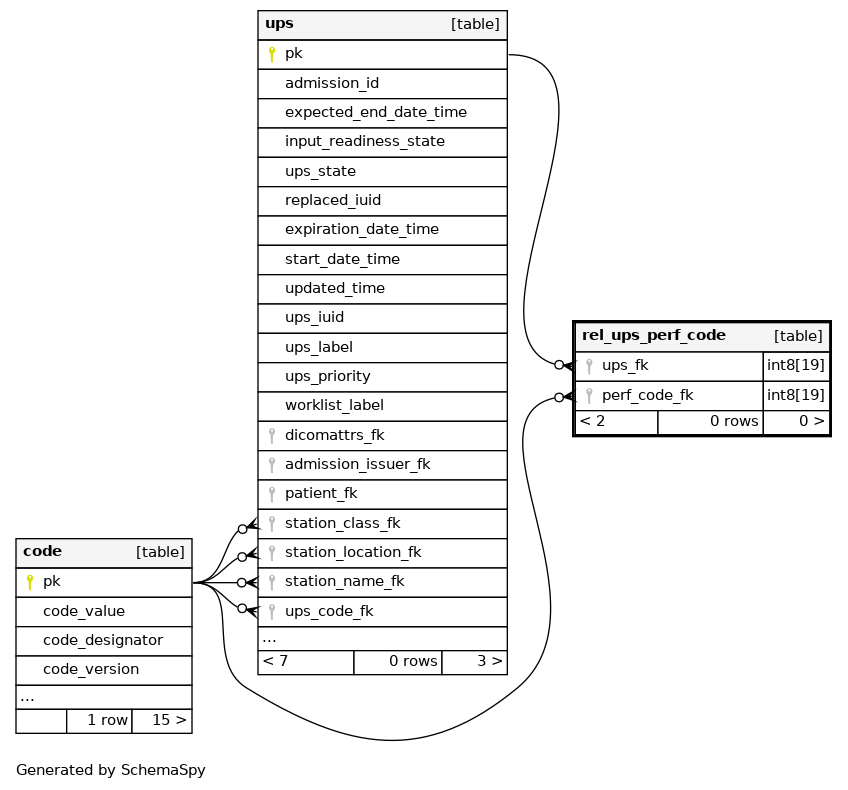 ups [table]
pk
admission_id
expected_end_date_time
input_readiness_state
ups_state
replaced_iuid
expiration_date_time
start_date_time
updated_time
ups_iuid
ups_label
ups_priority
worklist_label
dicomattrs_fk
admission_issuer_fk
patient_fk
station_class_fk
station_location_fk
station_name_fk
ups_code_fk
...
< 7 0 rows 3 >
rel_ups_perf_code [table]
ups_fk int8[19]
perf_code_fk int8[19]
< 2 0 rows 0 >
code [table]
pk
code_value
code_designator
code_version
...
1 row 15 >
Generated by SchemaSpy